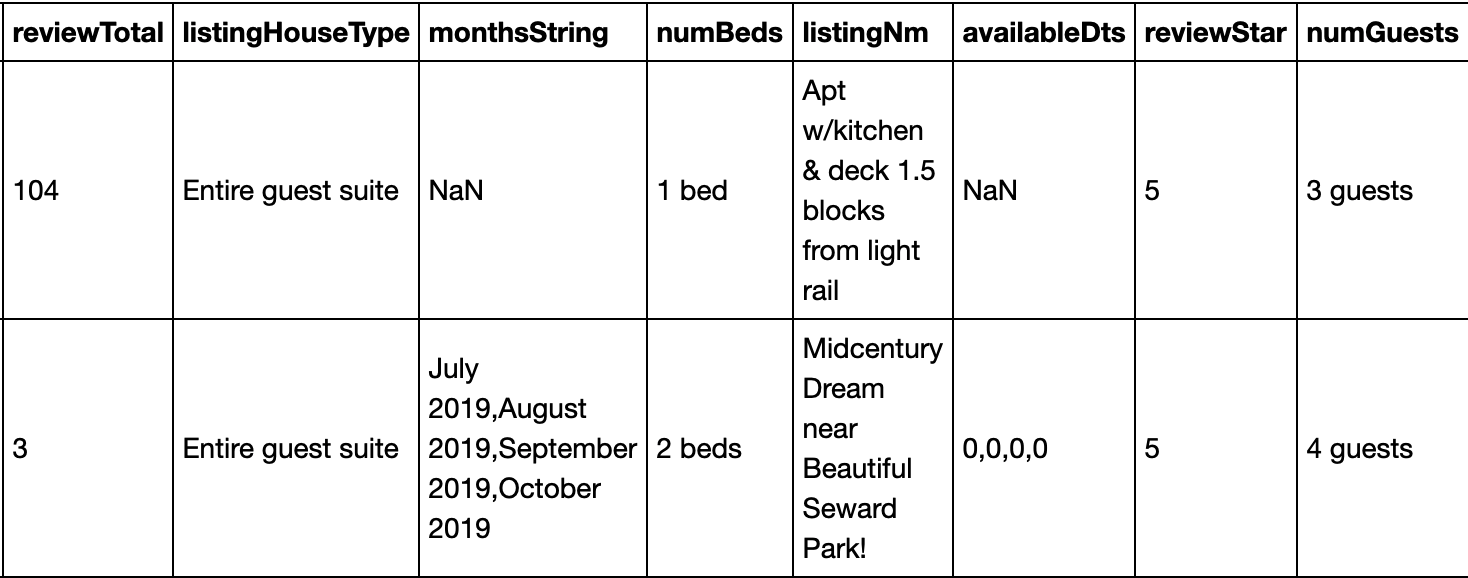 reviewTotal listingHouseType monthsString numBeds listingNm availableDts reviewStar numGuests
104
Entire guest suite
NaN
1 bed
Apt
w/kitchen
& deck 1.5
blocks
from light
rail
NaN
5
3 guests
3
Entire guest suite
July
2019,August
2019,September
2019,October
2019
2 beds
Midcentury
Dream
near
Beautiful
Seward
Park!
0,0,0,0
5
4 guests